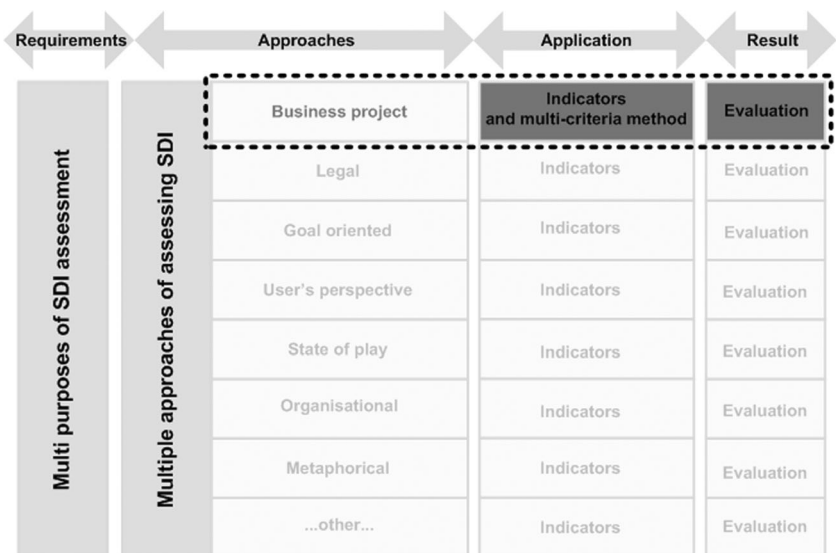 Requirements
Approaches
Application
Result
Multi purposes of SDI assessment
Multiple approaches of assessing SDI
Business project
Indicators
and multi-criteria method
Evaluation
Legal
Indicators
Evaluation
Goal oriented
Indicators
Evaluation
User's perspective
Indicators
Evaluation
State of play
Indicators
Evaluation
Organisational
Indicators
Evaluation
Metaphorical
Indicators
Evaluation
...other...
Indicators
Evaluation